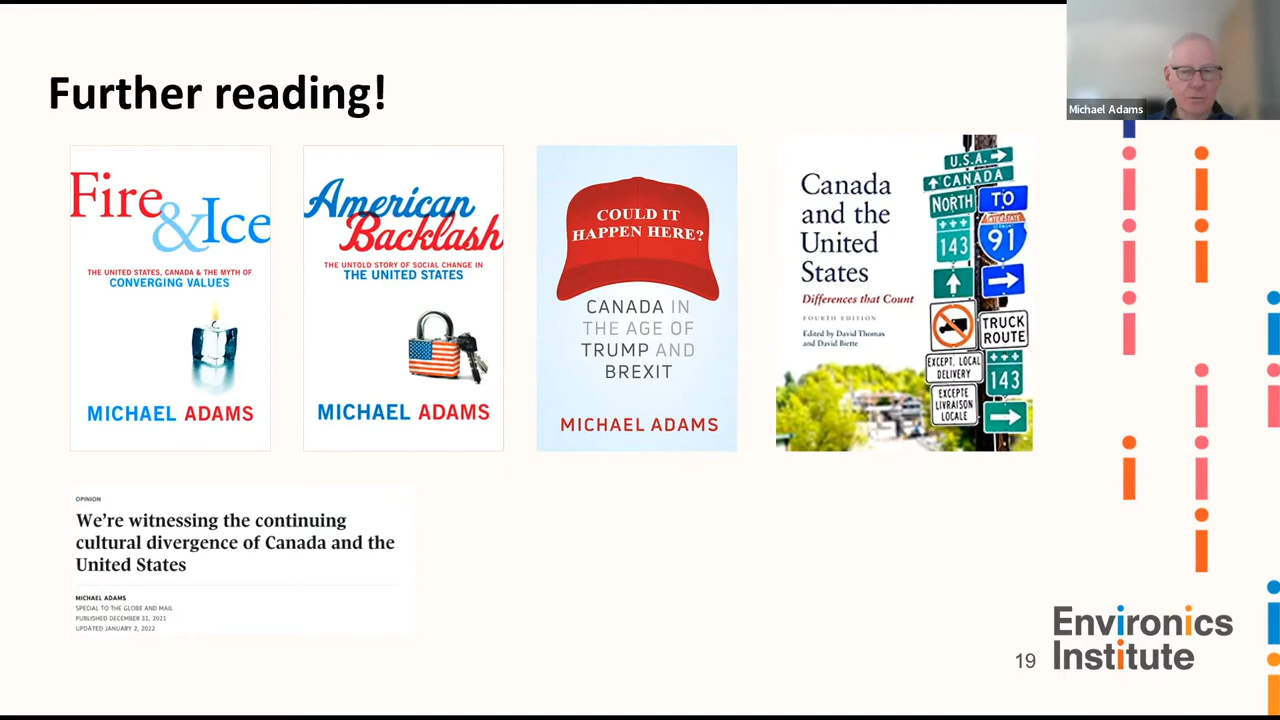 Further reading!
Michael Adams
Fire
&Ice
THE UNITED STATES, CANADA & THE MYTH OF
CONVERGING VALUES
MICHAEL ADAMS
American
Backlash
THE UNTOLD STORY OF SOCIAL CHANGE IN
THE UNITED STATES
MICHAEL ADAMS
COULD IT
HAPPEN HERE?
CANADA IN
THE AGE OF
TRUMP AND
BREXIT
MICHAEL ADAMS
Canada
and the
United
States
Differences that Count
FOURTH EDITION
Edited by David Thomas
and David Biette
U.S.A.
CANADA
NORTH
TO
INTERSTATE
143
91
TRUCK
ROUTE
EXCEPT. LOCAL
DELIVERY
143
EXCEPTÉ
LIVRAISON
LOCALE
OPINION
We're witnessing the continuing
cultural divergence of Canada and the
United States
MICHAEL ADAMS
SPECIAL TO THE GLOBE AND MAIL
PUBLISHED DECEMBER 31, 2021
UPDATED JANUARY 2, 2022
19
Environics
Institute